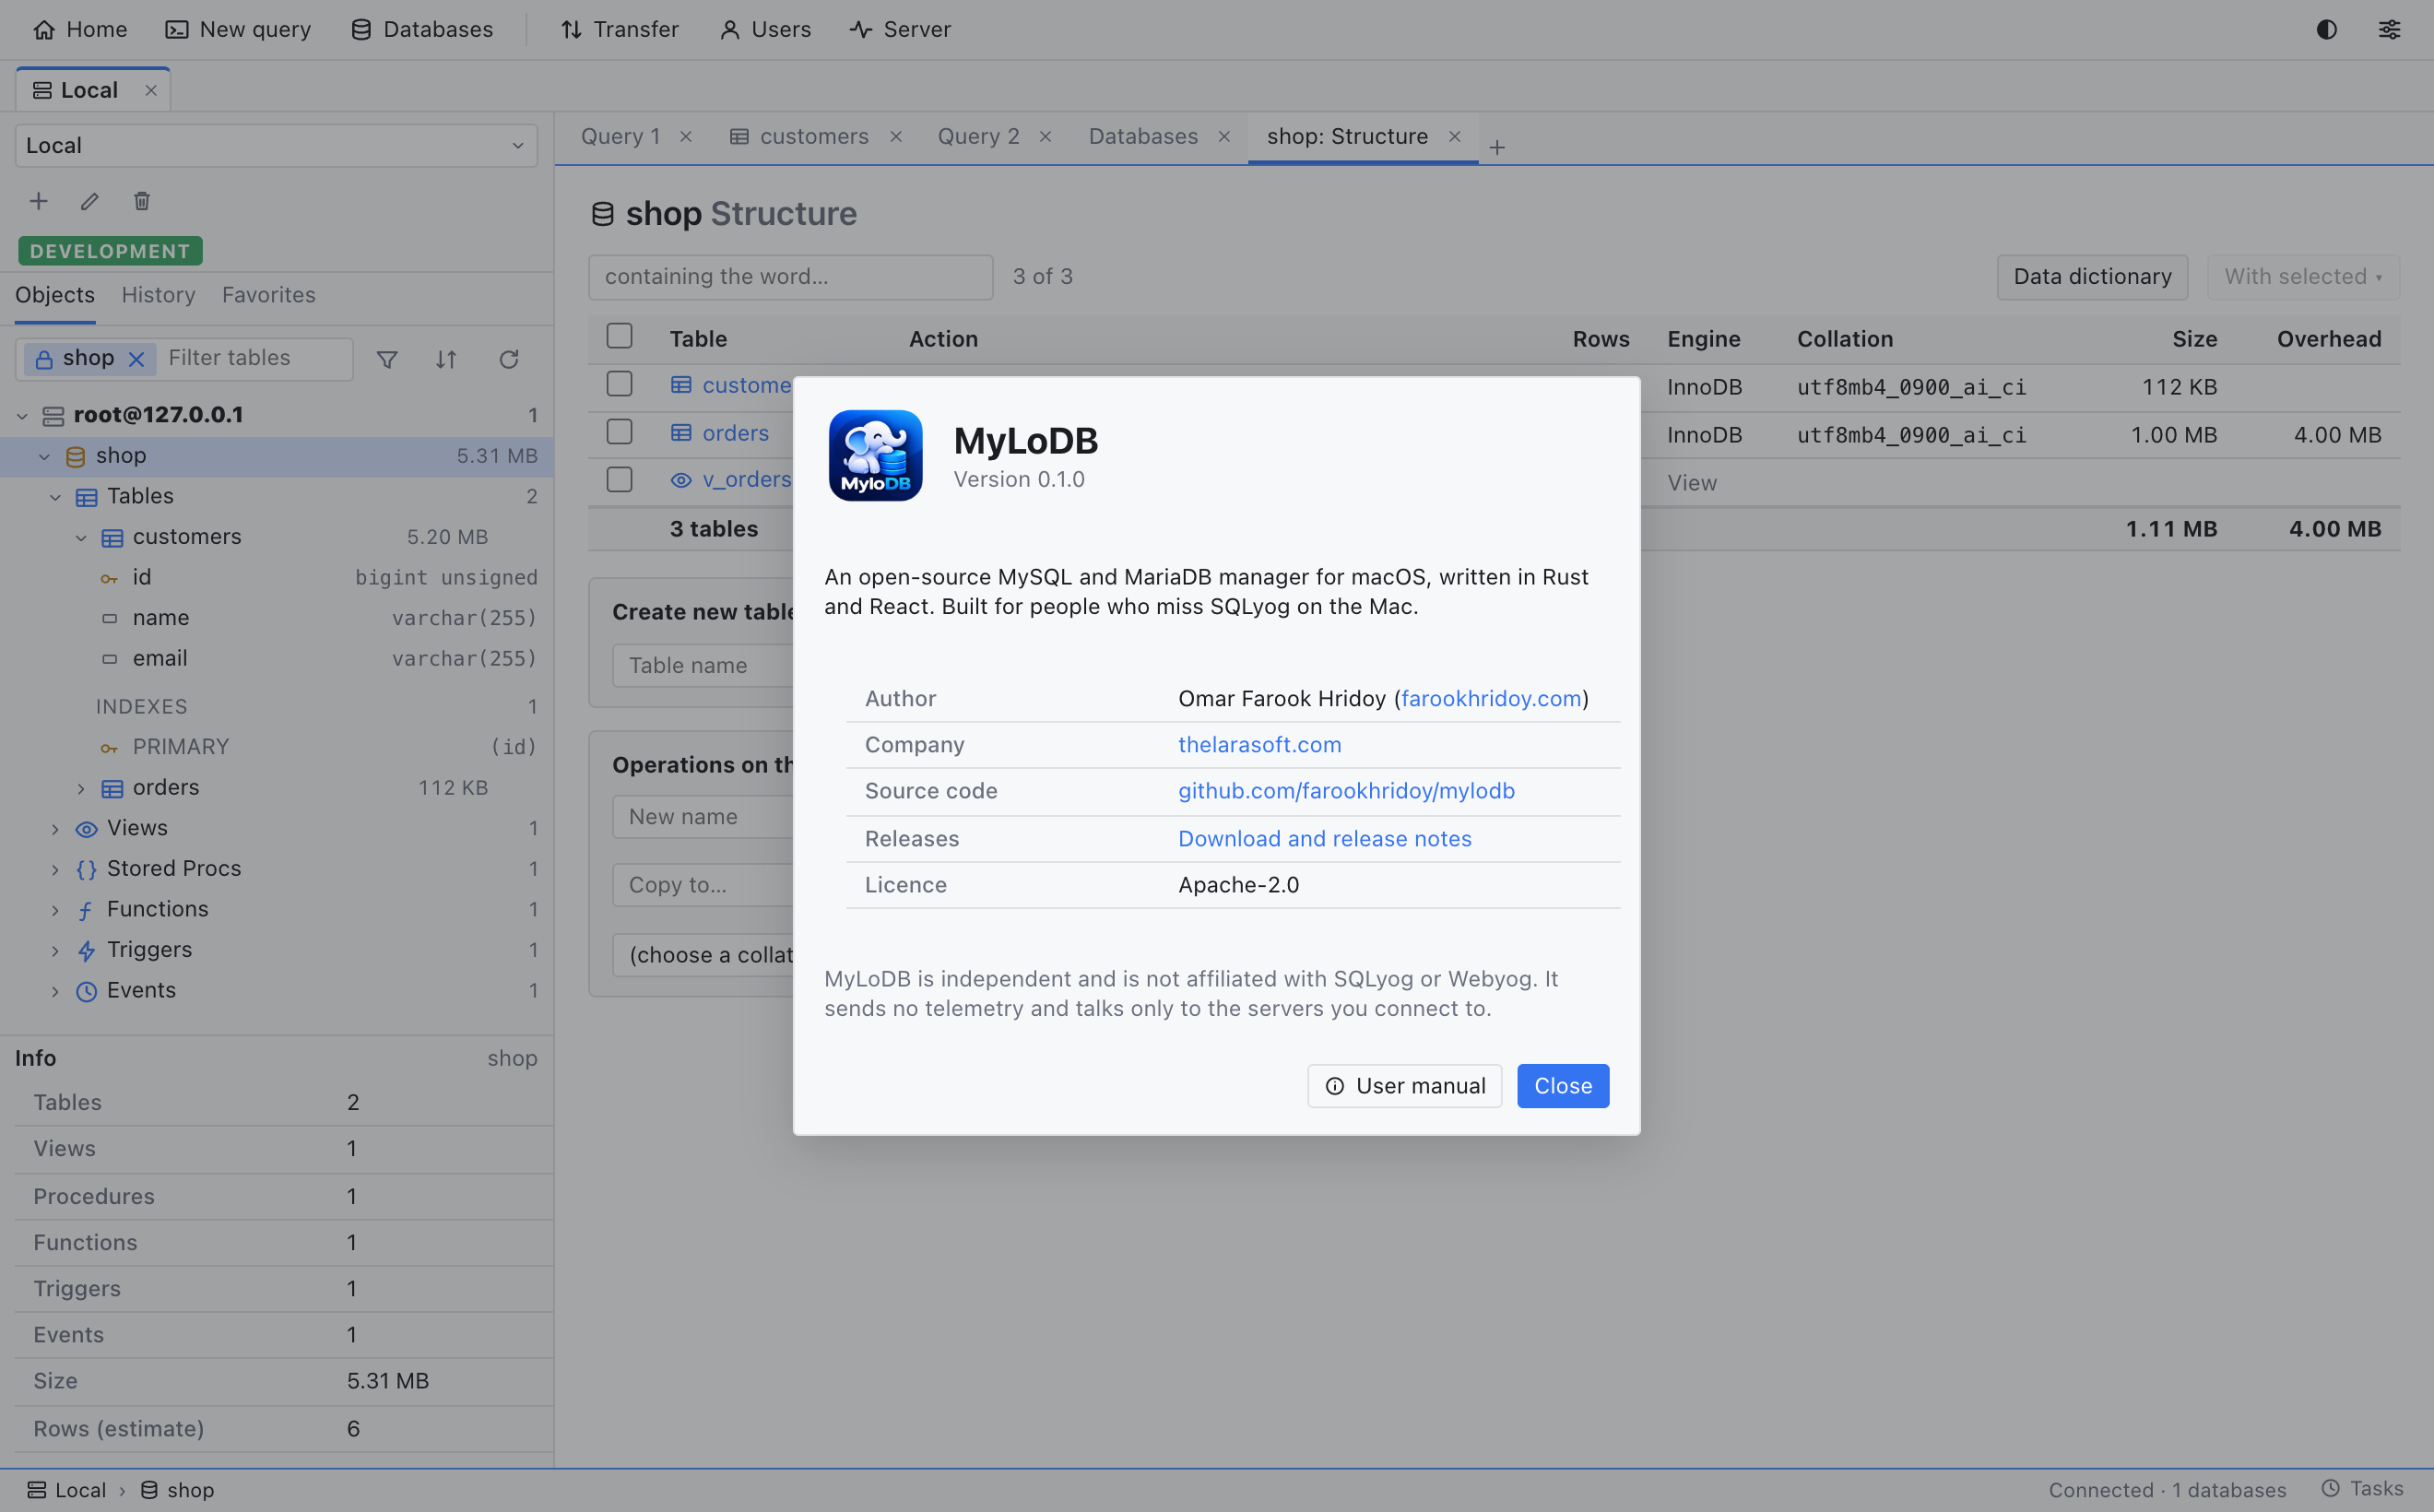 Home New query Databases Transfer Users Server
Local
Local
DEVELOPMENT
Objects History Favorites
shop Filter tables
root@127.0.0.1 1
shop 5.31 MB
Tables 2
customers 5.20 MB
id bigint unsigned
name varchar(255)
email varchar(255)
INDEXES 1
PRIMARY (id)
orders 112 KB
Views 1
Stored Procs 1
Functions 1
Triggers 1
Events 1
Info shop
Tables 2
Views 1
Procedures 1
Functions 1
Triggers 1
Events 1
Size 5.31 MB
Rows (estimate) 6
Query 1 customers Query 2 Databases shop: Structure
shop Structure
containing the word... 3 of 3 Data dictionary With selected
Table Action Rows Engine Collation Size Overhead
custome InnoDB utf8mb4_0900_ai_ci 112 KB
orders InnoDB utf8mb4_0900_ai_ci 1.00 MB 4.00 MB
v_orders View
3 tables 1.11 MB 4.00 MB
Create new table
Table name
Operations on th
New name
Copy to...
(choose a collat
MyloDB
MyLoDB
Version 0.1.0
An open-source MySQL and MariaDB manager for macOS, written in Rust
and React. Built for people who miss SQLyog on the Mac.
Author Omar Farook Hridoy (farookhridoy.com)
Company thelarasoft.com
Source code github.com/farookhridoy/mylodb
Releases Download and release notes
Licence Apache-2.0
MyLoDB is independent and is not affiliated with SQLyog or Webyog. It
sends no telemetry and talks only to the servers you connect to.
User manual Close
Local › shop Connected · 1 databases Tasks